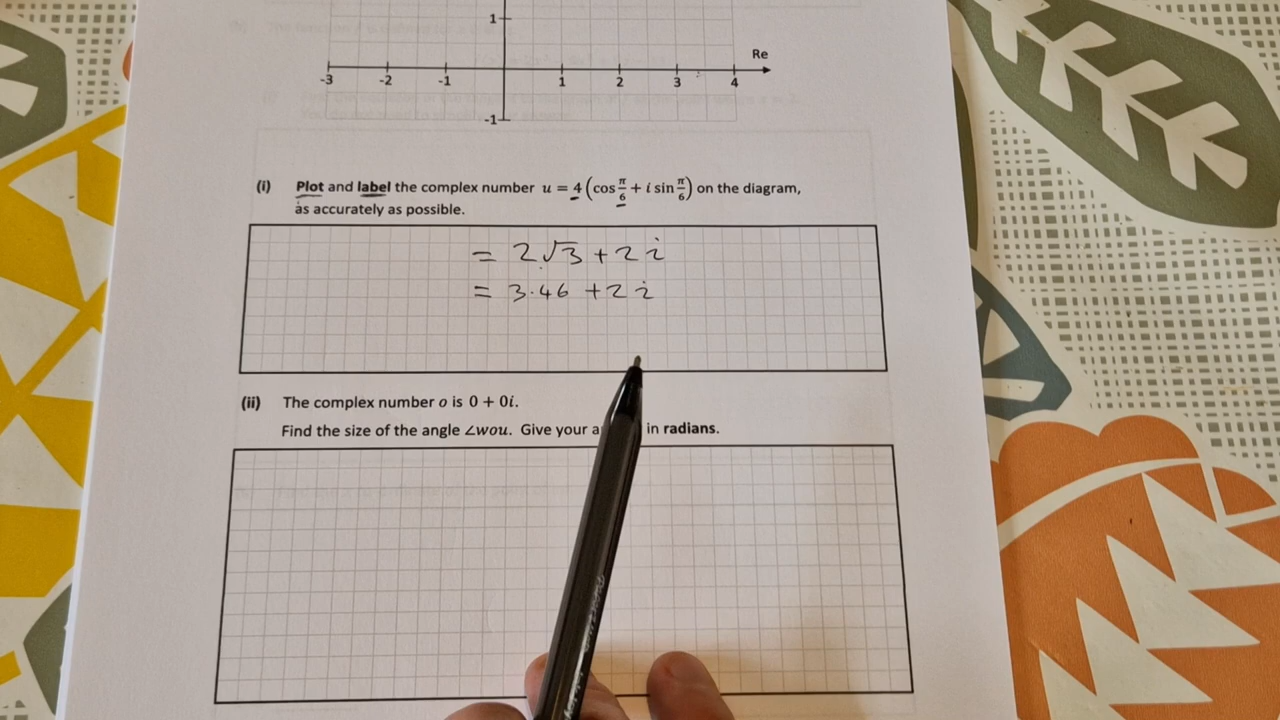 1
Re
-3 -2 -1 1 2 3 4
-1
(i) Plot and label the complex number u = 4 (cos π/6 + i sin π/6) on the diagram,
as accurately as possible.
= 2√3 + 2i
= 3.46 + 2i
(ii) The complex number o is 0 + 0i.
Find the size of the angle ∠wou. Give your a in radians.